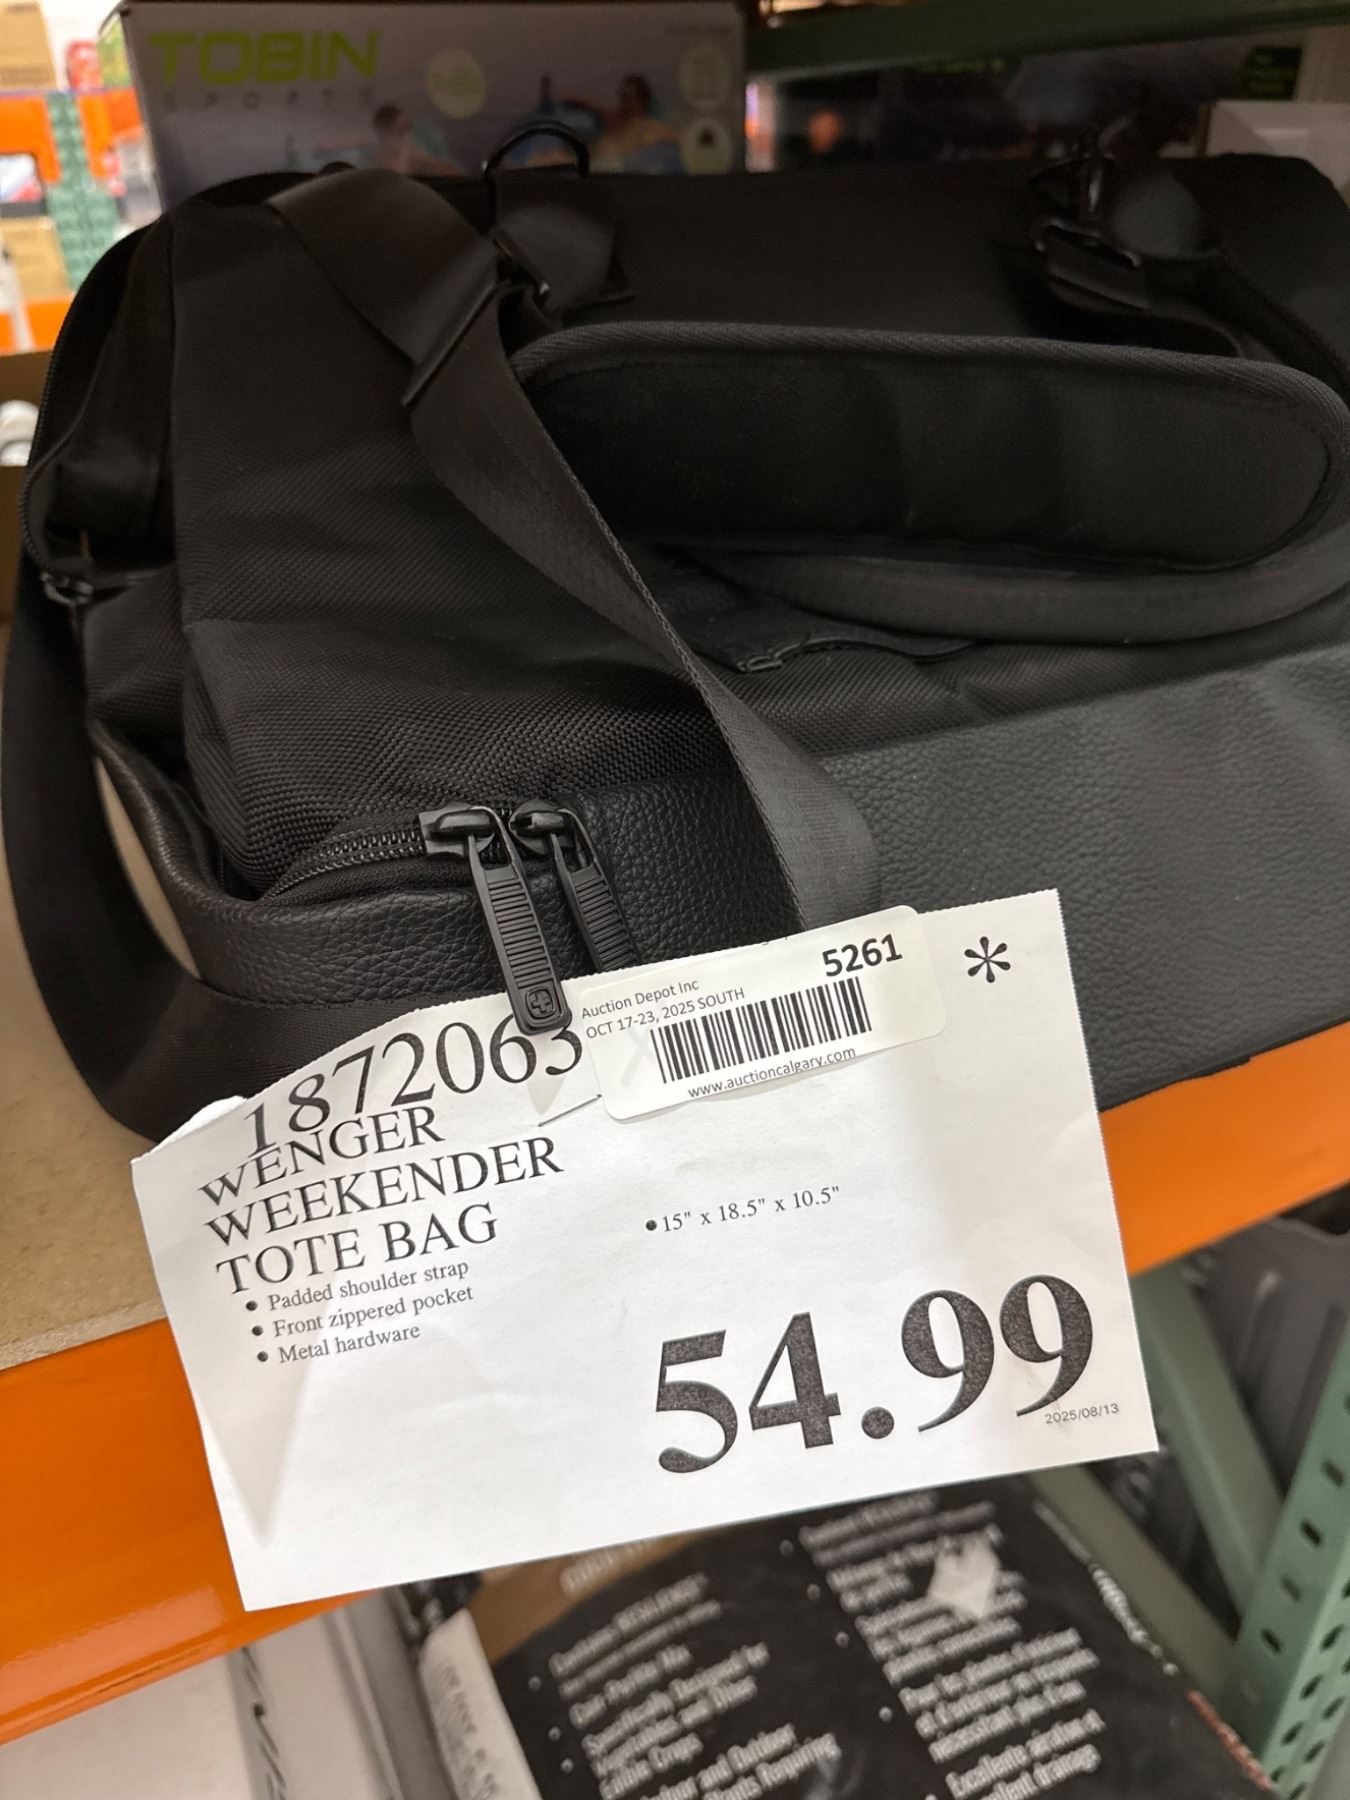 TOBIN
SPORTS
5261
Auction Depot Inc
OCT 17-23, 2025 SOUTH
www.auctioncalgary.com
*
1872063
WENGER
WEEKENDER
TOTE BAG
• Padded shoulder strap
• Front zippered pocket
• Metal hardware
• 15" x 18.5" x 10.5"
54.99
2025/08/13